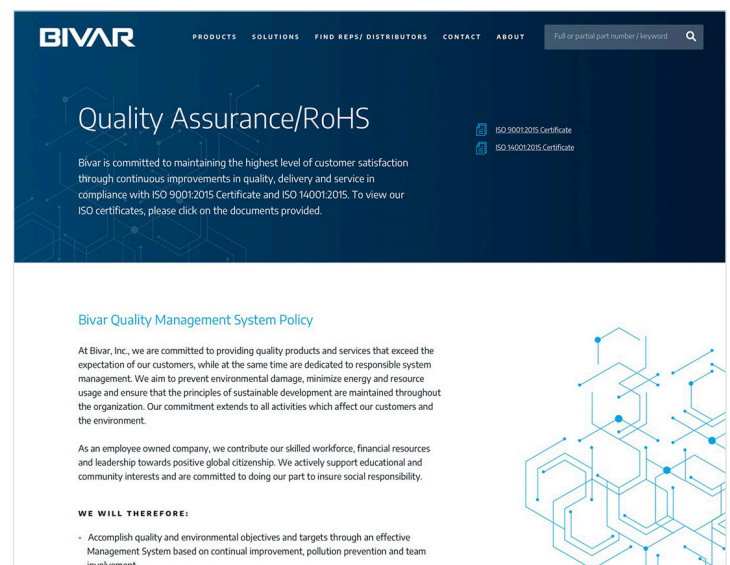 BIVAR
PRODUCTS SOLUTIONS FIND REPS/ DISTRIBUTORS CONTACT ABOUT
Full or partial part number / keyword
Quality Assurance/RoHS
Bivar is committed to maintaining the highest level of customer satisfaction
through continuous improvements in quality, delivery and service in
compliance with ISO 9001:2015 Certificate and ISO 14001:2015. To view our
ISO certificates, please click on the documents provided.
ISO 9001:2015 Certificate
ISO 14001:2015 Certificate
Bivar Quality Management System Policy
At Bivar, Inc., we are committed to providing quality products and services that exceed the
expectation of our customers, while at the same time are dedicated to responsible system
management. We aim to prevent environmental damage, minimize energy and resource
usage and ensure that the principles of sustainable development are maintained throughout
the organization. Our commitment extends to all activities which affect our customers and
the environment.
As an employee owned company, we contribute our skilled workforce, financial resources
and leadership towards positive global citizenship. We actively support educational and
community interests and are committed to doing our part to insure social responsibility.
WE WILL THEREFORE:
• Accomplish quality and environmental objectives and targets through an effective
Management System based on continual improvement, pollution prevention and team
involvement